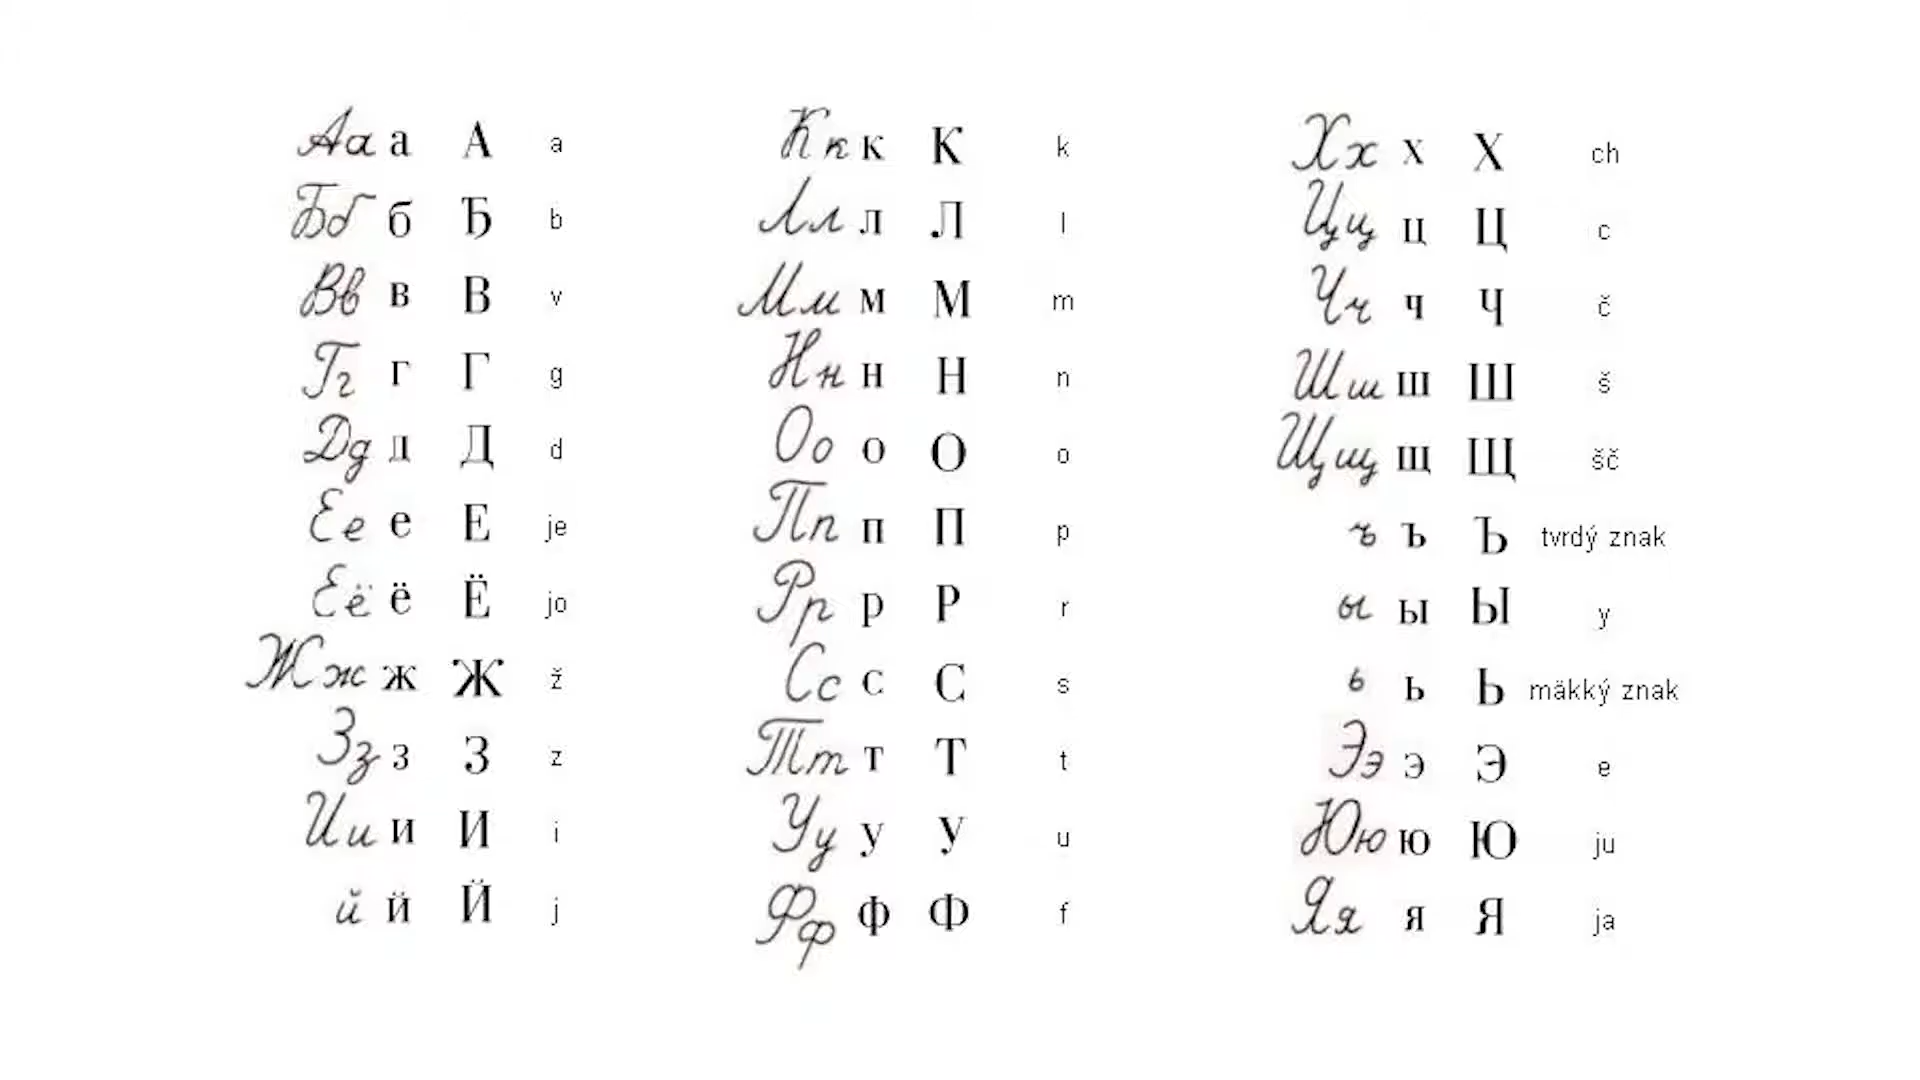 Аа а А a
Бб б Ђ b
Вв в В v
Гг г Г g
Дд д Д d
Ее е Е je
Ёё ё Ё jo
Жж ж Ж ž
Зз з З z
Ии и И i
й й Й j
Кк к К k
Лл л Л l
Мм м М m
Нн н Н n
Оо о О o
Пп п П p
Рр р Р r
Сс с С s
Тт т Т t
Уу у У u
Фф ф Ф f
Хх х Х ch
Цц ц Ц c
Чч ч Ч č
Шш ш Ш š
Щщ щ Щ šč
ъ ъ Ъ tvrdý znak
ы ы Ы y
ь ь Ь mäkký znak
Ээ э Э e
Юю ю Ю ju
Яя я Я ja